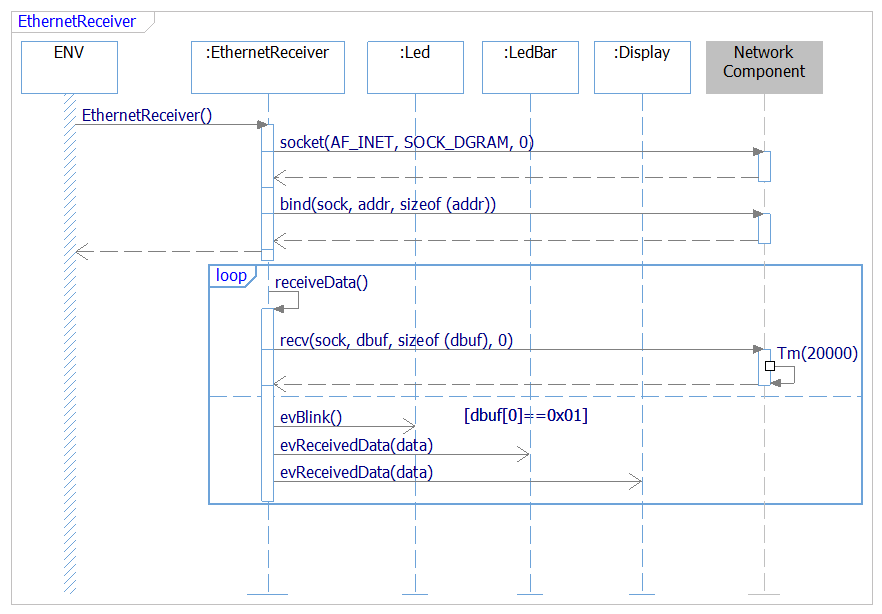 EthernetReceiver
ENV
:EthernetReceiver
:Led
:LedBar
:Display
Network
Component
EthernetReceiver()
socket(AF_INET, SOCK_DGRAM, 0)
bind(sock, addr, sizeof (addr))
loop
receiveData()
recv(sock, dbuf, sizeof (dbuf), 0)
Tm(20000)
evBlink()
[dbuf[0]==0x01]
evReceivedData(data)
evReceivedData(data)